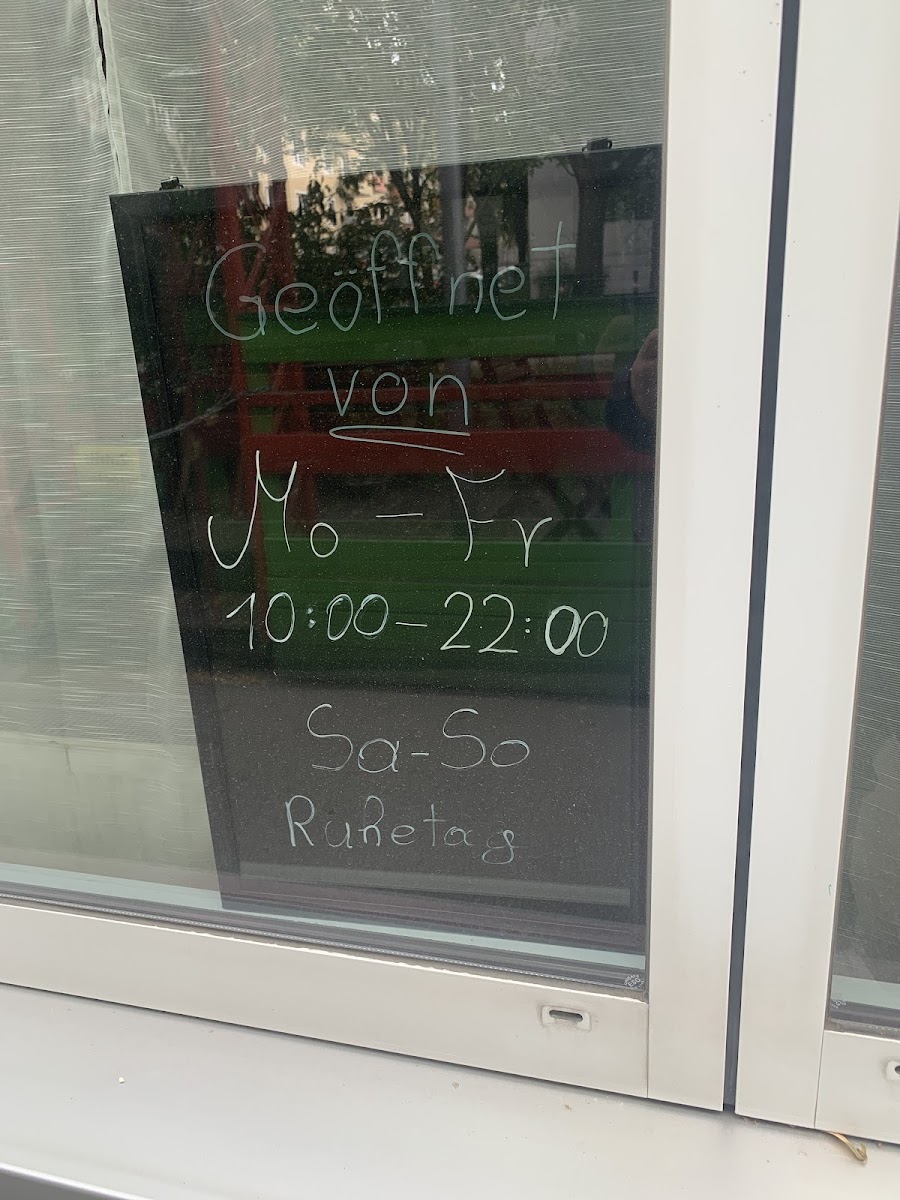 Geöffnet
von
Mo - Fr
10:00 - 22:00
Sa - So
Ruhetag